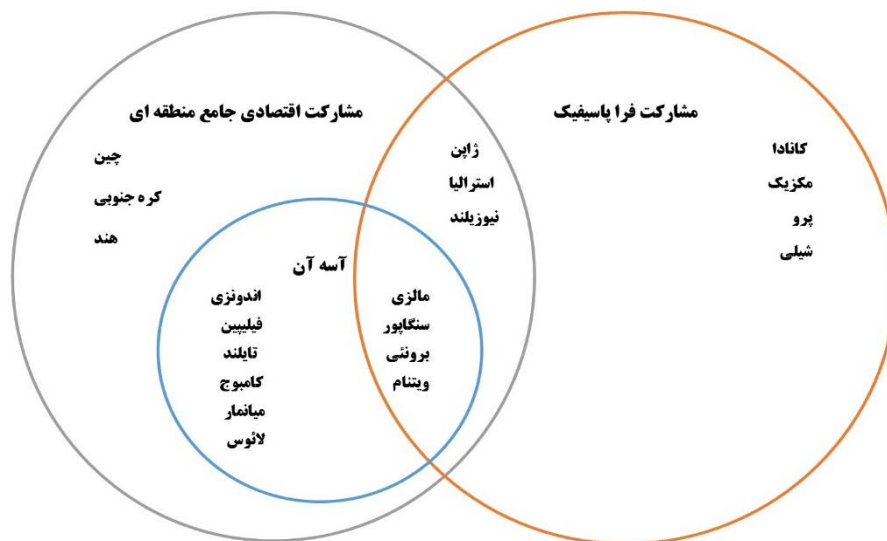 مشارکت فرا پاسیفیک
کانادا
مکزیک
پرو
شیلی
ژاپن
استرالیا
نیوزیلند
مشارکت اقتصادی جامع منطقه ای
چین
کره جنوبی
هند
آسه آن
مالزی
سنگاپور
برونئی
ویتنام
اندونزی
فیلیپین
تایلند
کامبوج
میانمار
لائوس